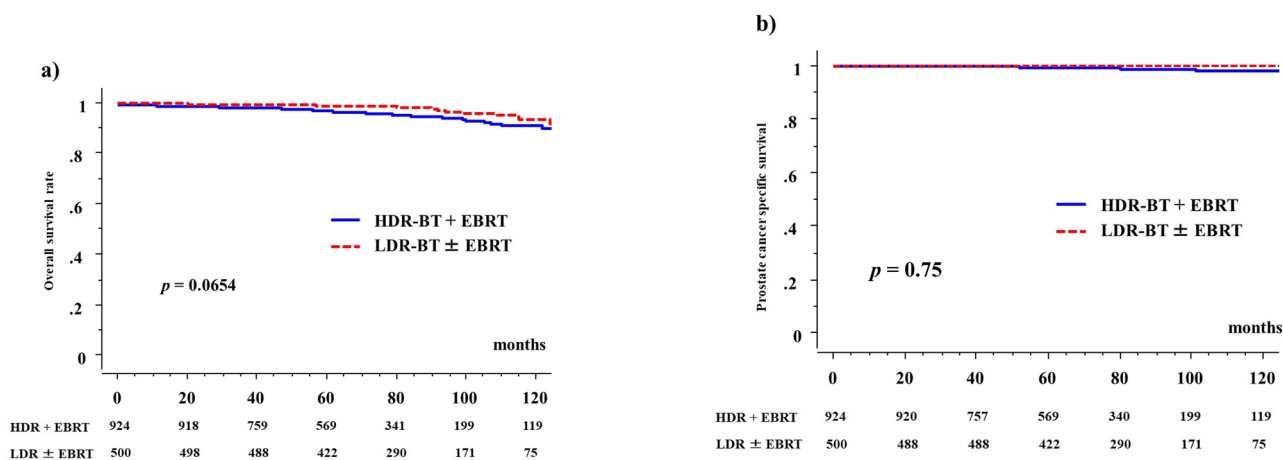 a)
Overall survival rate
1
.8
.6
.4
.2
0
HDR-BT + EBRT
LDR-BT ± EBRT
p = 0.0654
months
0 20 40 60 80 100 120
HDR + EBRT 924 918 759 569 341 199 119
LDR ± EBRT 500 498 488 422 290 171 75
b)
Prostate cancer specific survival
1
.8
.6
.4
.2
0
HDR-BT + EBRT
LDR-BT ± EBRT
p = 0.75
months
0 20 40 60 80 100 120
HDR + EBRT 924 920 757 569 340 199 119
LDR ± EBRT 500 488 488 422 290 171 75